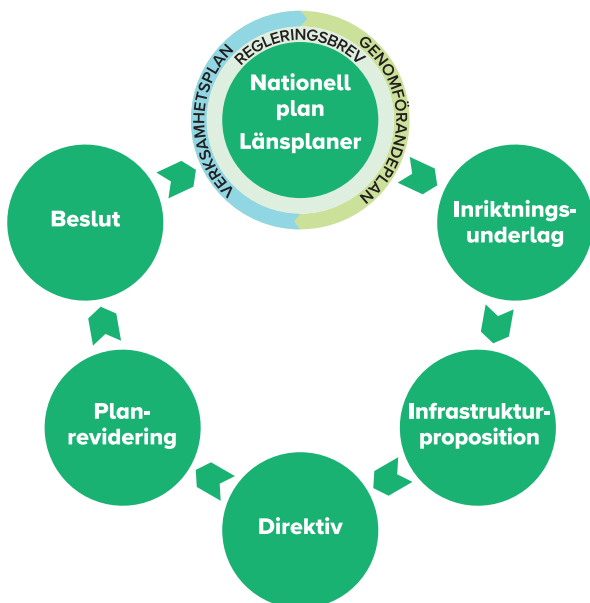 VERKSAMHETSPLAN
REGLERINGSBREV
GENOMFÖRANDEPLAN
Nationell
plan
Länsplaner
Inriktnings-
underlag
Infrastruktur-
proposition
Direktiv
Plan-
revidering
Beslut